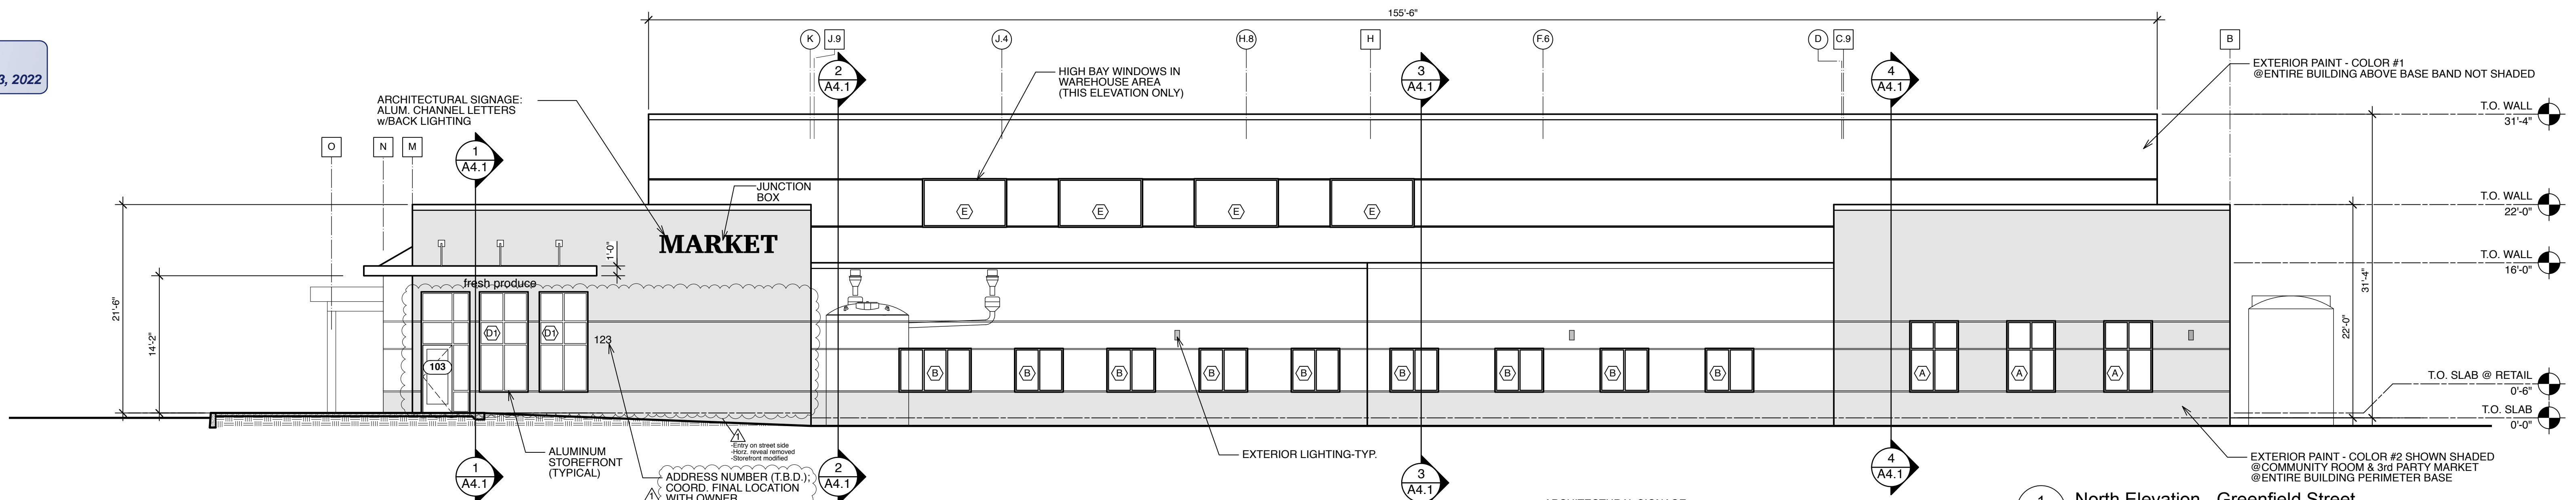 155'-6"
3, 2022
K
J.9
J.4
H.8
H
F.6
D
C.9
B
2
A4.1
3
A4.1
4
A4.1
EXTERIOR PAINT - COLOR #1
@ENTIRE BUILDING ABOVE BASE BAND NOT SHADED
HIGH BAY WINDOWS IN
WAREHOUSE AREA
(THIS ELEVATION ONLY)
ARCHITECTURAL SIGNAGE:
ALUM. CHANNEL LETTERS
w/BACK LIGHTING
T.O. WALL
31'-4"
O
N
M
1
A4.1
JUNCTION
BOX
T.O. WALL
22'-0"
E
E
E
E
MARKET
1'-0"
T.O. WALL
16'-0"
fresh produce
21'-6"
14'-2"
31'-4"
22'-0"
D1
D1
123
103
B
B
B
B
B
B
B
B
B
A
A
A
T.O. SLAB @ RETAIL
0'-6"
T.O. SLAB
0'-0"
1
-Entry on street side
-Horz. reveal removed
-Storefront modified
ALUMINUM
STOREFRONT
(TYPICAL)
EXTERIOR LIGHTING-TYP.
EXTERIOR PAINT - COLOR #2 SHOWN SHADED
@COMMUNITY ROOM & 3rd PARTY MARKET
@ENTIRE BUILDING PERIMETER BASE
1
A4.1
2
A4.1
3
A4.1
4
A4.1
1
ADDRESS NUMBER (T.B.D.);
COORD. FINAL LOCATION
WITH OWNER
ARCHITECTURAL SIGNAGE
1
North Elevation - Greenfield Street